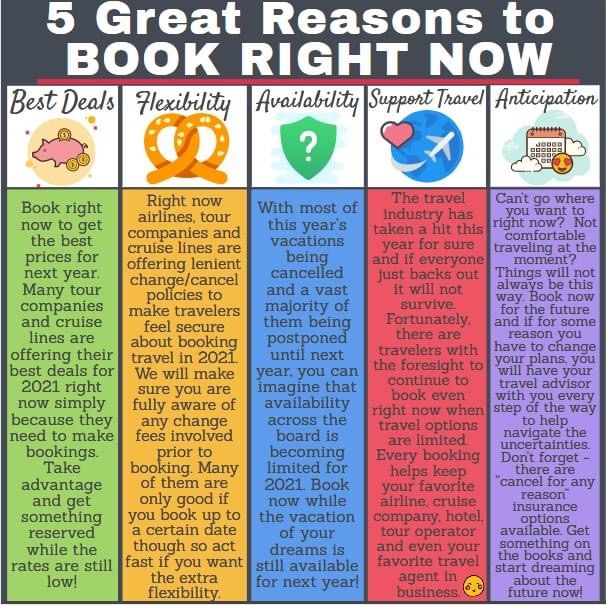 5 Great Reasons to
BOOK RIGHT NOW
Best Deals
Book right
now to get
the best
prices for
next year.
Many tour
companies
and cruise
lines are
offering their
best deals for
2021 right
now simply
because they
need to make
bookings.
Take
advantage
and get
something
reserved
while the
rates are still
low!
Flexibility
Right now
airlines, tour
companies and
cruise lines are
offering lenient
change/cancel
policies to
make travelers
feel secure
about booking
travel in 2021.
We will make
sure you are
fully aware of
any change
fees involved
prior to
booking. Many
of them are
only good if
you book up to
a certain date
though so act
fast if you want
the extra
flexibility.
Availability
?
With most of
this year's
vacations
being
cancelled
and a vast
majority of
them being
postponed
until next
year, you can
imagine that
availability
across the
board is
becoming
limited for
2021. Book
now while
the vacation
of your
dreams is
still available
for next year!
Support Travel
The travel
industry has
taken a hit this
year for sure
and if everyone
just backs out
it will not
survive.
Fortunately,
there are
travelers with
the foresight to
continue to
book even
right now when
travel options
are limited.
Every booking
helps keep
your favorite
airline, cruise
company, hotel,
tour operator
and even your
favorite travel
agent in
business.
Anticipation
Can't go where
you want to
right now? Not
comfortable
traveling at the
moment?
Things will not
always be this
way. Book now
for the future
and if for some
reason you
have to change
your plans, you
will have your
travel advisor
with you every
step of the way
to help
navigate the
uncertainties.
Don't forget -
there are
"cancel for any
reason"
insurance
options
available. Get
something on
the books and
start dreaming
about the
future now!